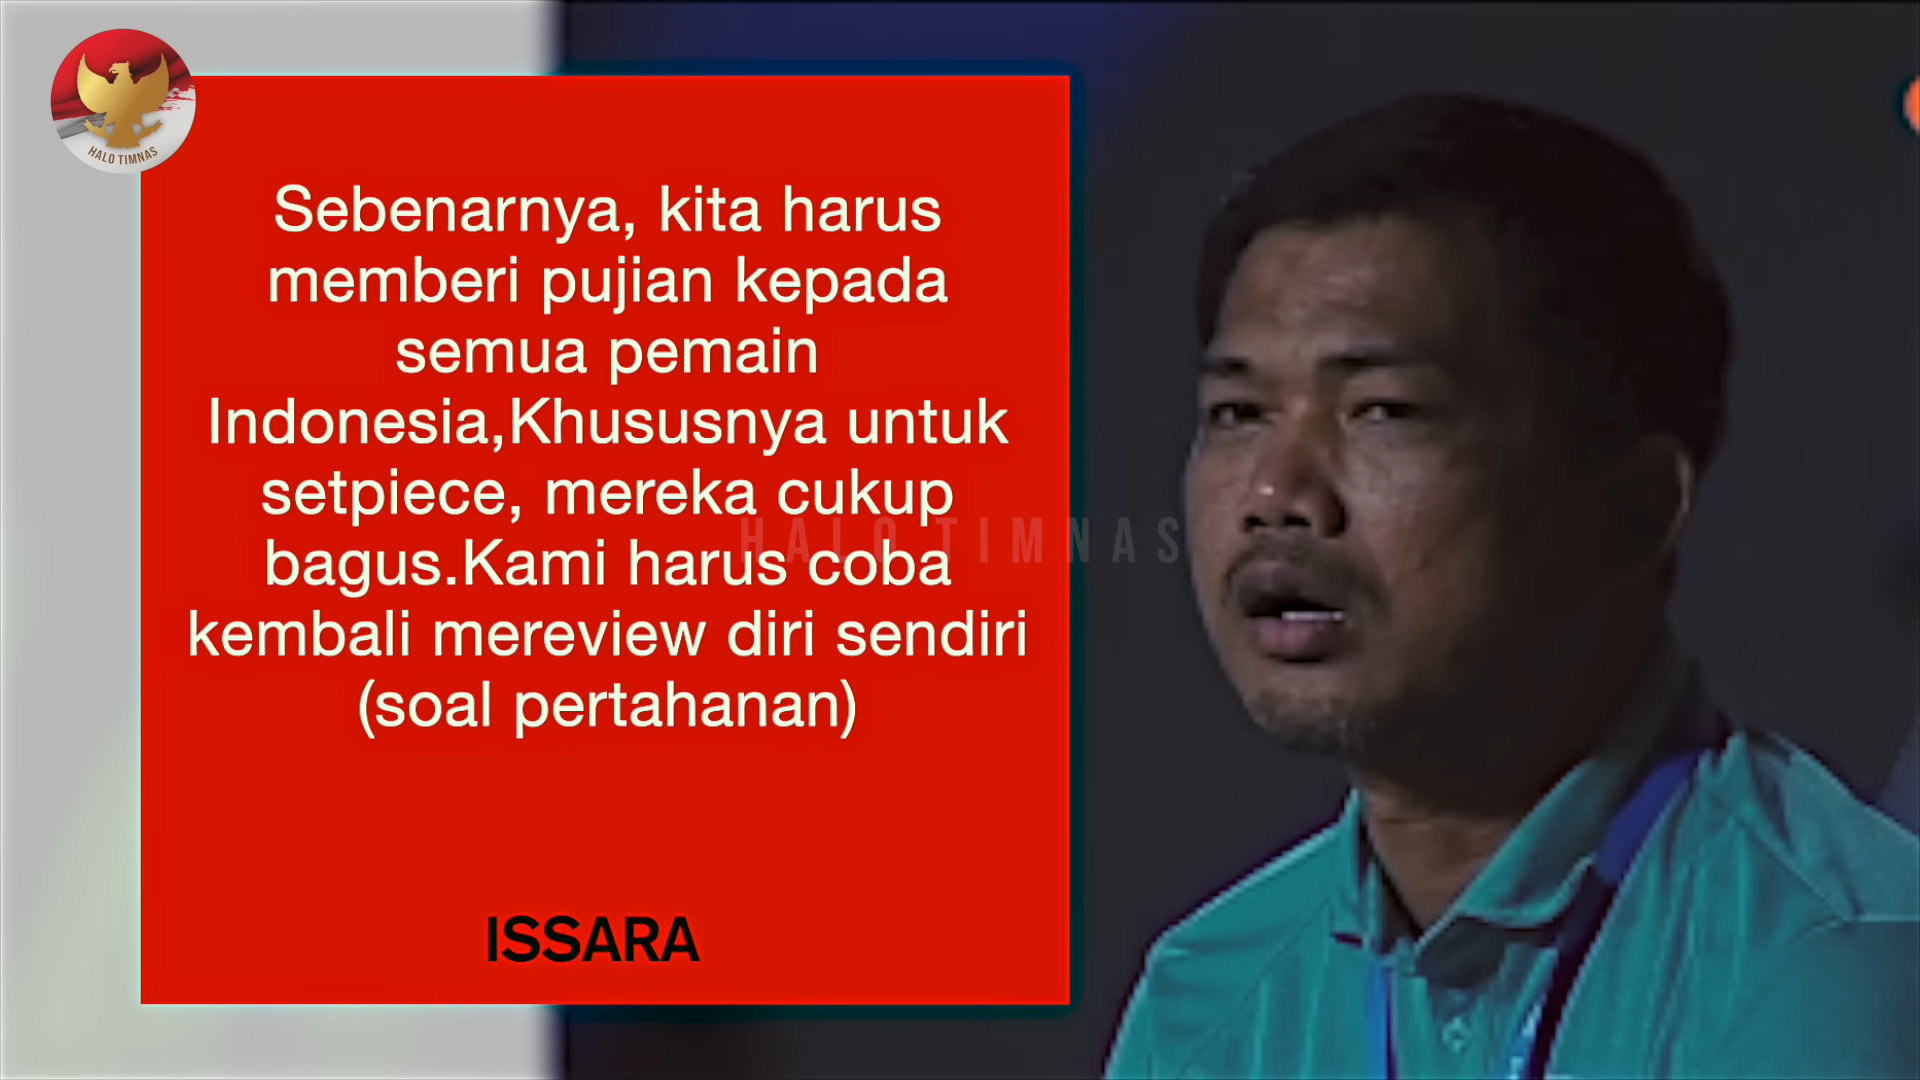 HALO TIMNAS
Sebenarnya, kita harus
memberi pujian kepada
semua pemain
Indonesia,Khususnya untuk
setpiece, mereka cukup
bagus.Kami harus coba
kembali mereview diri sendiri
(soal pertahanan)
HALO TIMNAS
ISSARA